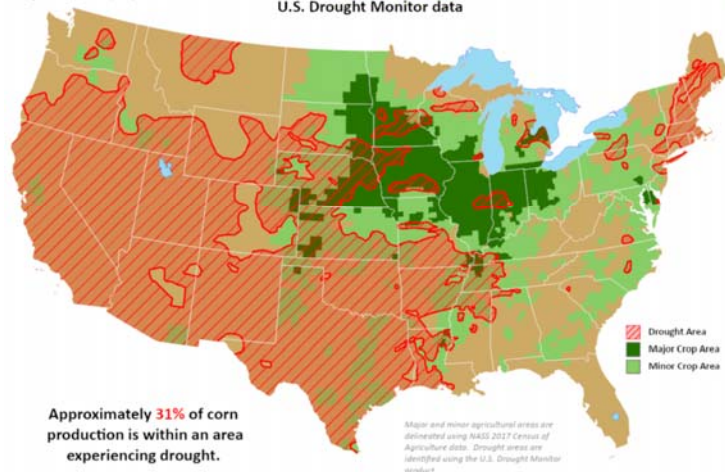 U.S. Drought Monitor data
Drought Area
Major Crop Area
Minor Crop Area
Approximately 31% of corn
production is within an area
experiencing drought.
Major and minor agricultural areas are
delineated using NASS 2017 Census of
Agriculture data. Drought areas are
identified using the U.S. Drought Monitor
product.